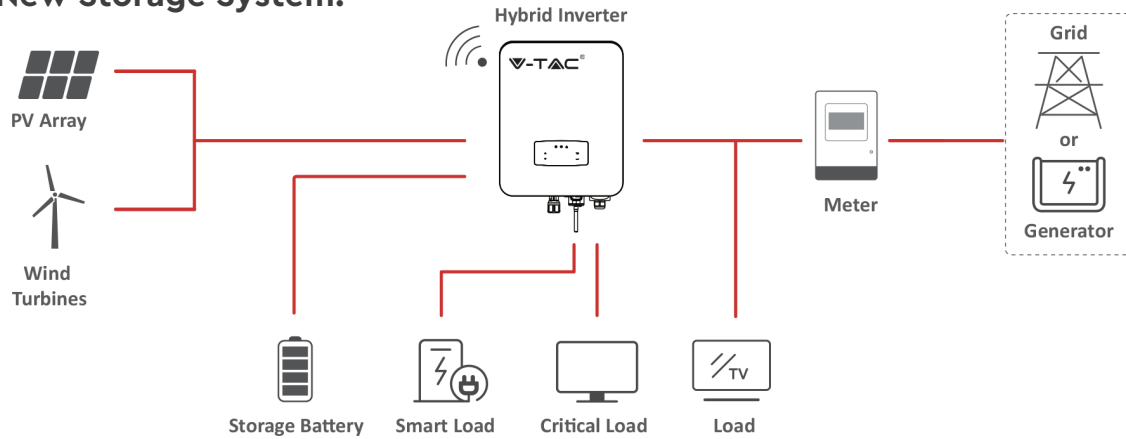 New Storage System:
Hybrid Inverter
V-TAC®
Grid
PV Array
or
Meter
Generator
Wind
Turbines
TV
Storage Battery
Smart Load
Critical Load
Load